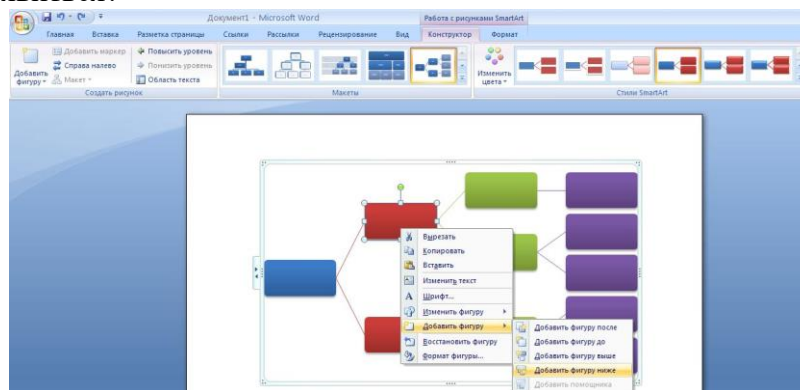 Документ1 - Microsoft Word
Работа с рисунками SmartArt
Главная Вставка Разметка страницы Ссылки Рассылки Рецензирование Вид Конструктор Формат
Добавить фигуру
Добавить маркер
Справа налево
Макет
Повысить уровень
Понизить уровень
Область текста
Создать рисунок
Макеты
Изменить цвета
Стили SmartArt
Вырезать
Копировать
Вставить
Изменить текст
Шрифт...
Изменить фигуру
Добавить фигуру
Восстановить фигуру
Формат фигуры...
Добавить фигуру после
Добавить фигуру до
Добавить фигуру выше
Добавить фигуру ниже
Добавить помощника